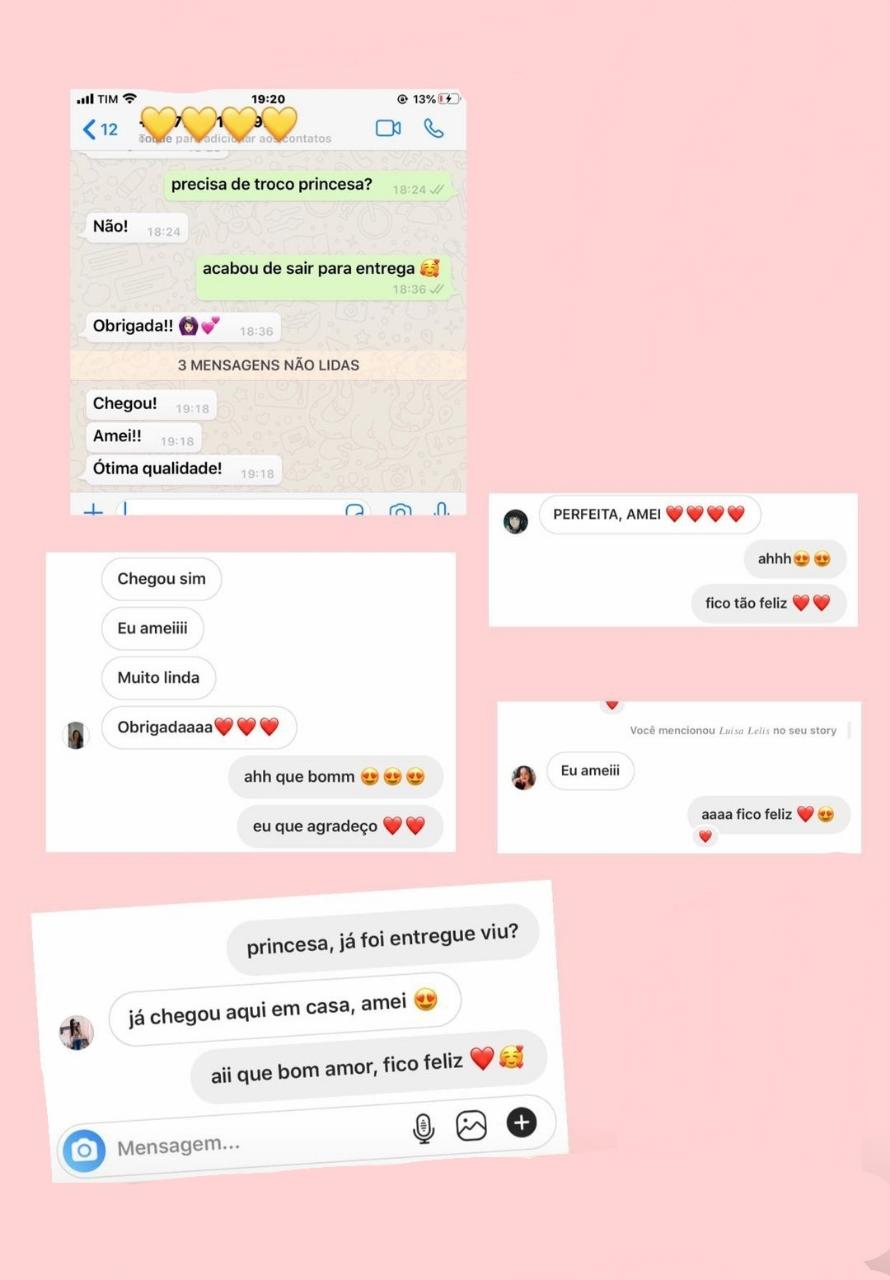 TIM 19:20 13%
12
para adicionar aos contatos
precisa de troco princesa? 18:24
Não! 18:24
acabou de sair para entrega 🥰
18:36
Obrigada!! 🙆🏻‍♀️💕 18:36
3 MENSAGENS NÃO LIDAS
Chegou! 19:18
Amei!! 19:18
Ótima qualidade! 19:18
PERFEITA, AMEI ❤️❤️❤️❤️
ahhh😍😍
fico tão feliz ❤️❤️
Chegou sim
Eu ameiiii
Muito linda
Obrigadaaaa❤️❤️❤️
ahh que bomm 😍😍😍
eu que agradeço ❤️❤️
Você mencionou Luisa Lelis no seu story
Eu ameiii
aaaa fico feliz ❤️😍
❤️
princesa, já foi entregue viu?
já chegou aqui em casa, amei 😍
aii que bom amor, fico feliz ❤️🥰
Mensagem...